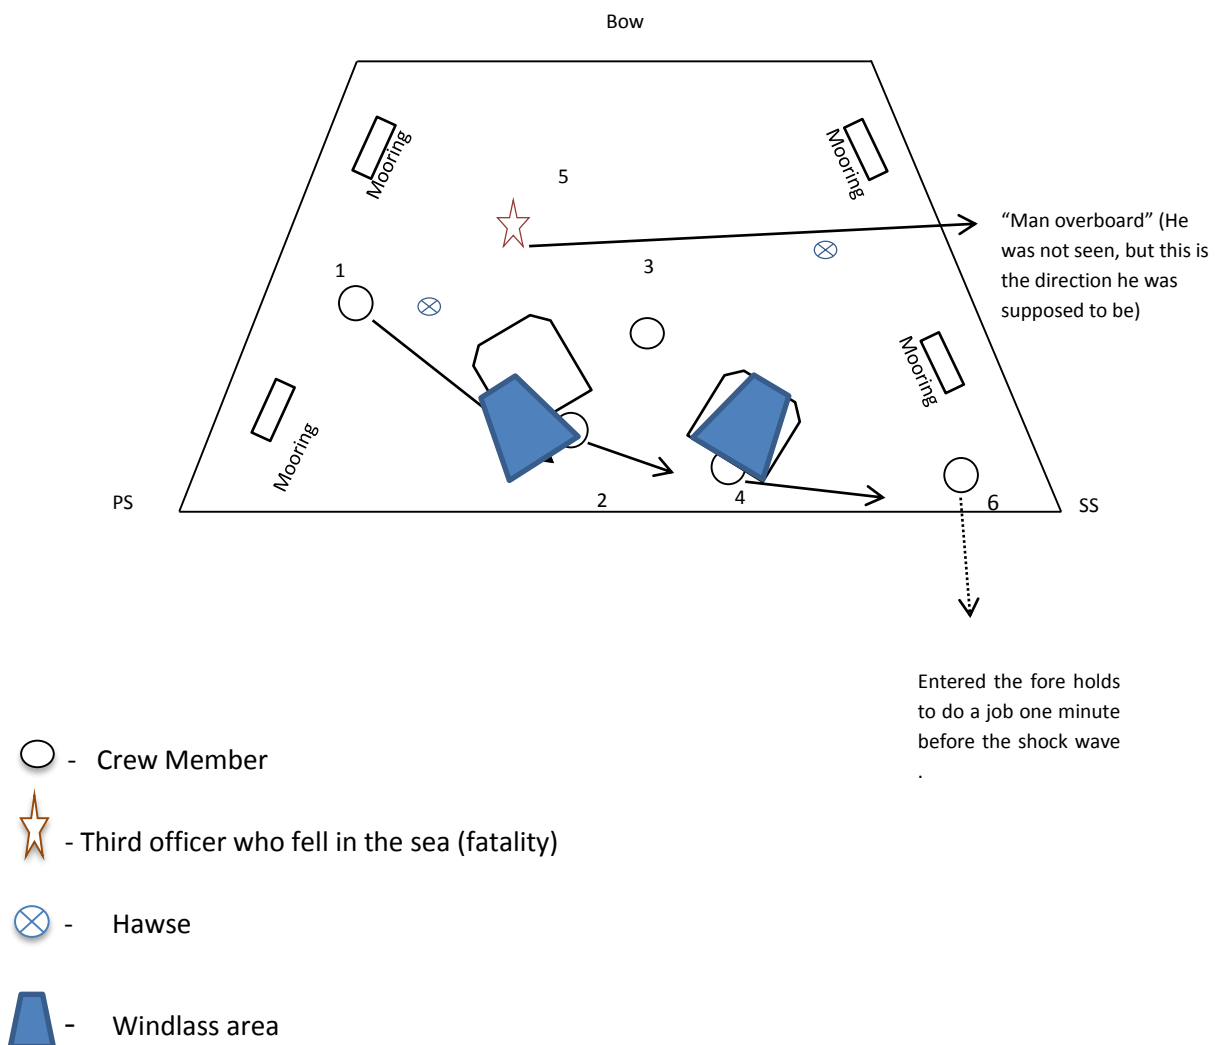 Bow
Mooring
Mooring
5
“Man overboard” (He
was not seen, but this is
the direction he was
supposed to be)
1
3
Mooring
Mooring
PS
2
4
6
SS
Entered the fore holds
to do a job one minute
before the shock wave
.
- Crew Member
- Third officer who fell in the sea (fatality)
- Hawse
- Windlass area